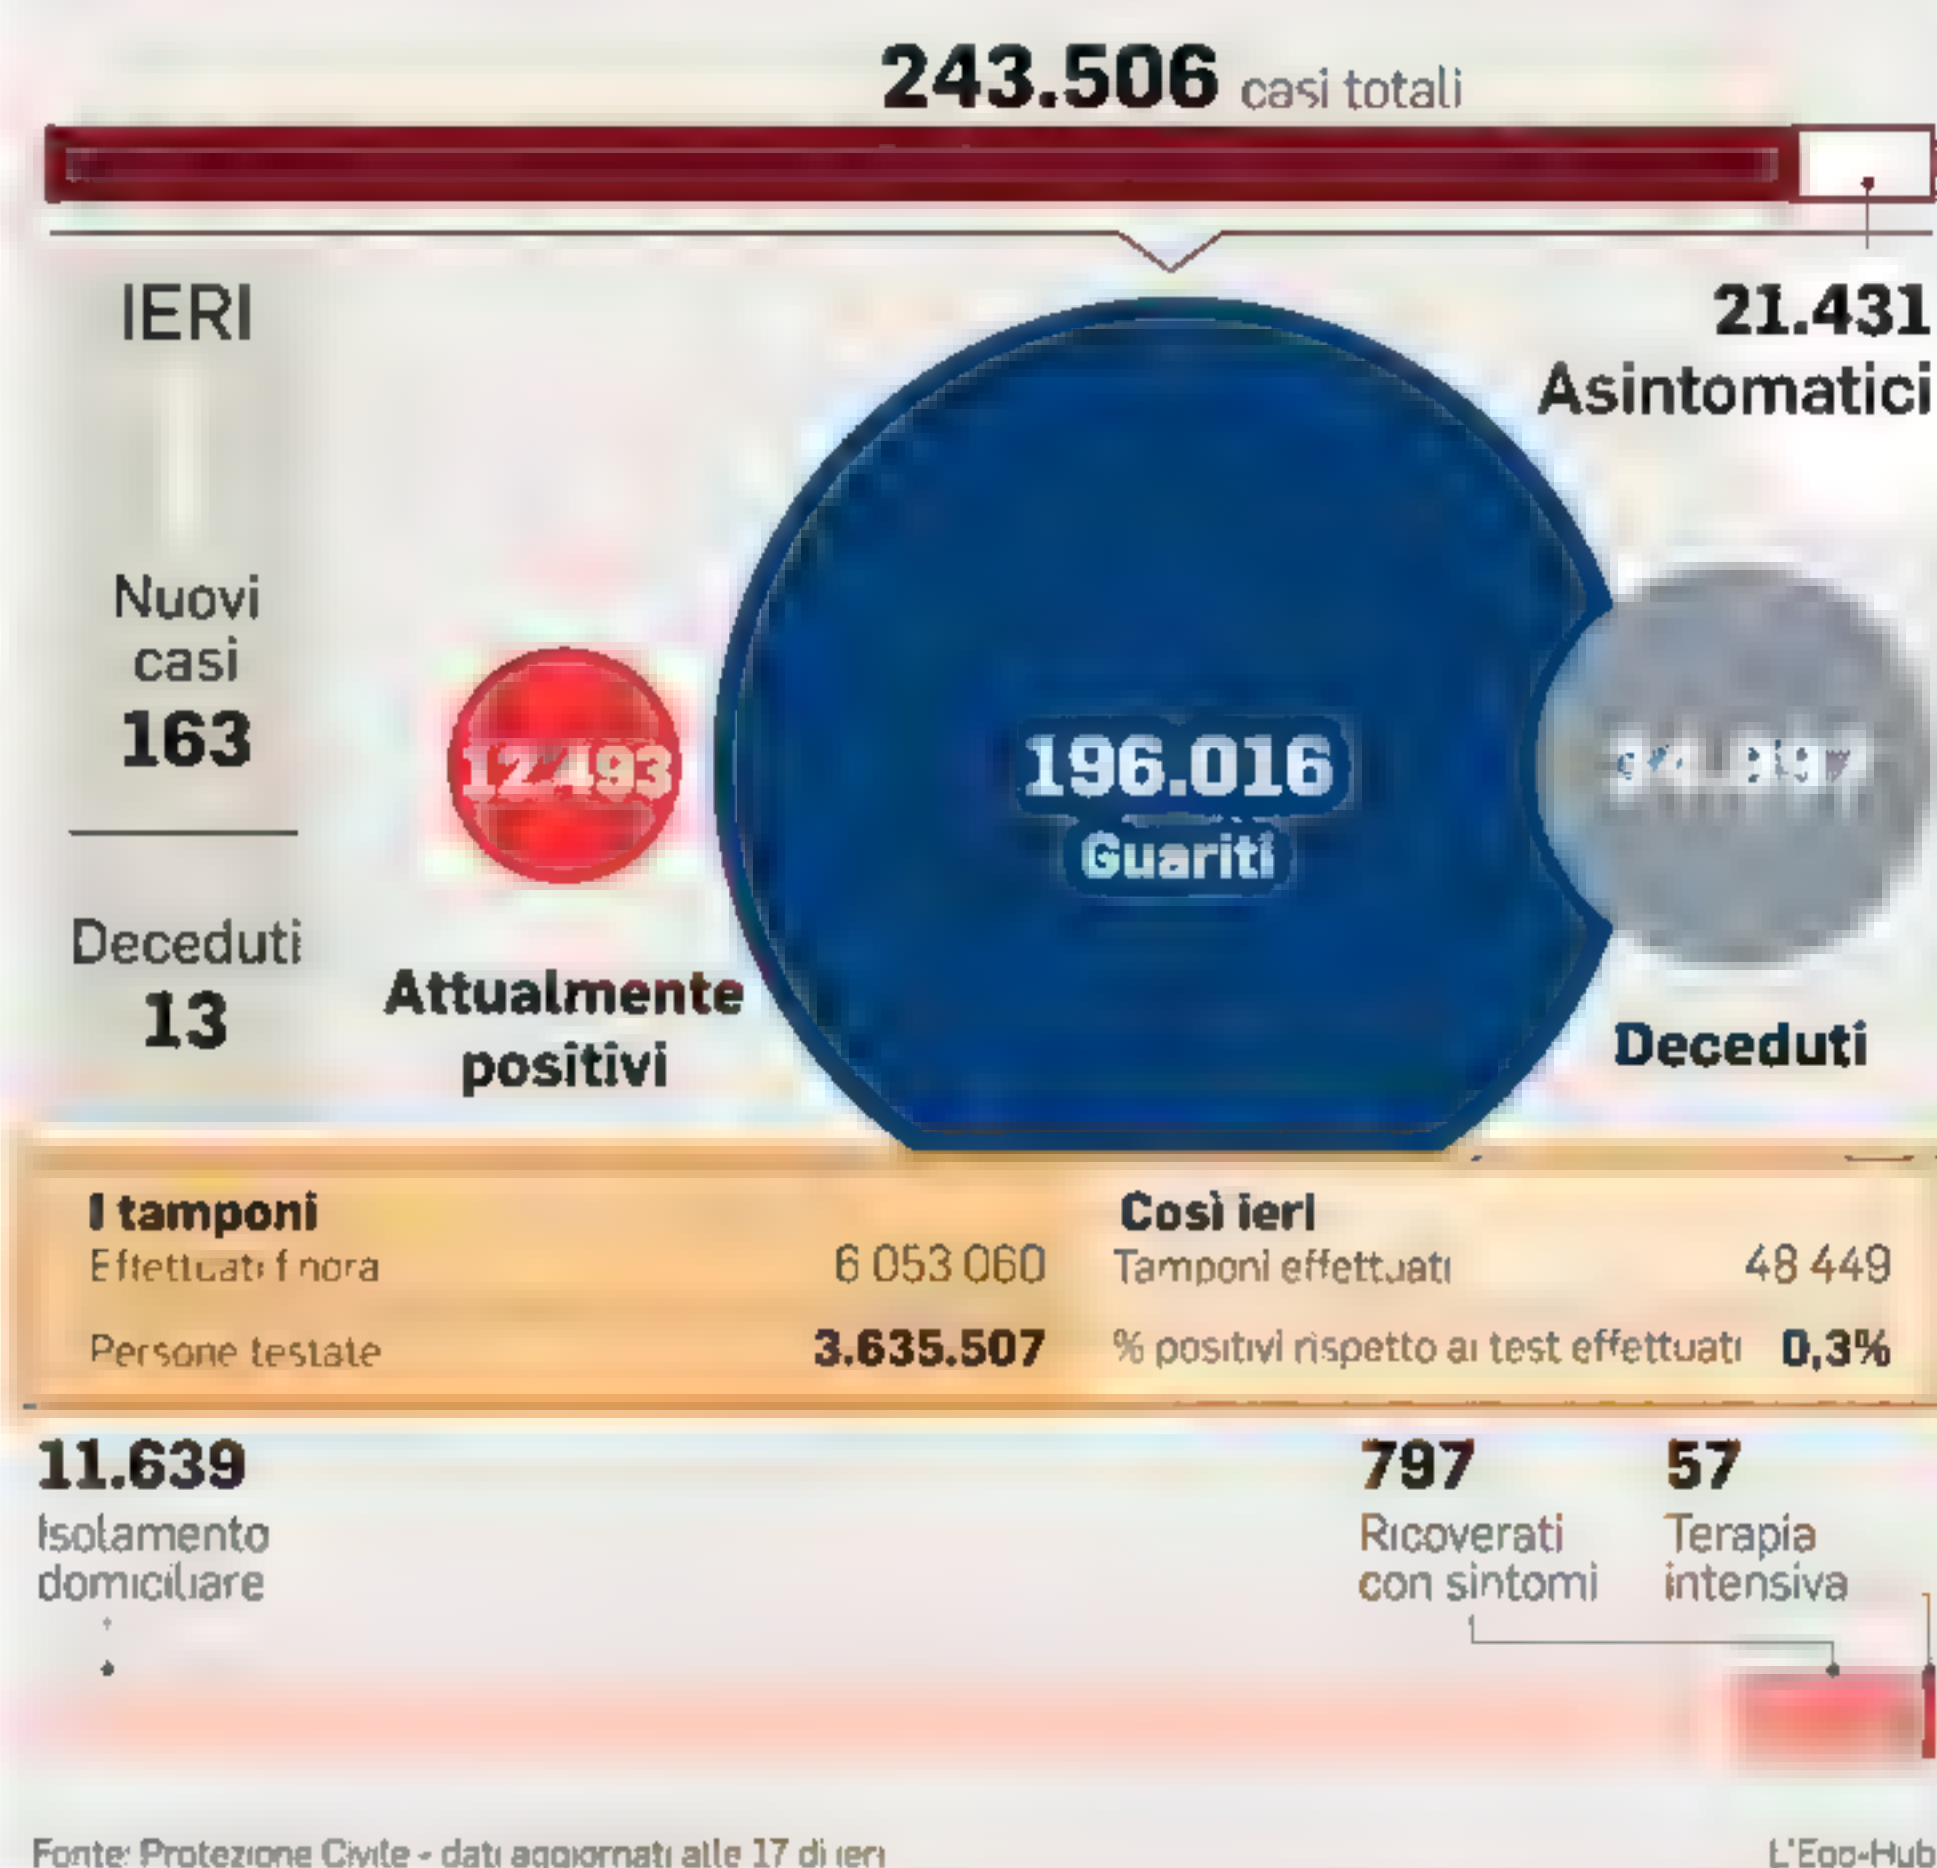 243.506 casi totali
IERI
21.431
Asintomatici
Nuovi
casi
163
12.493
196.016
Guariti
Deceduti
13
Attualmente
positivi
Deceduti
I tamponi
Effettuati finora 6 053 060
Persone testate 3.635.507
Così ieri
Tamponi effettuati 48 449
% positivi rispetto ai test effettuati 0,3%
11.639
Isolamento
domiciliare
797
Ricoverati
con sintomi
57
Terapia
intensiva
Fonte: Protezione Civile - dati aggiornati alle 17 di ieri
L'Ego-Hub